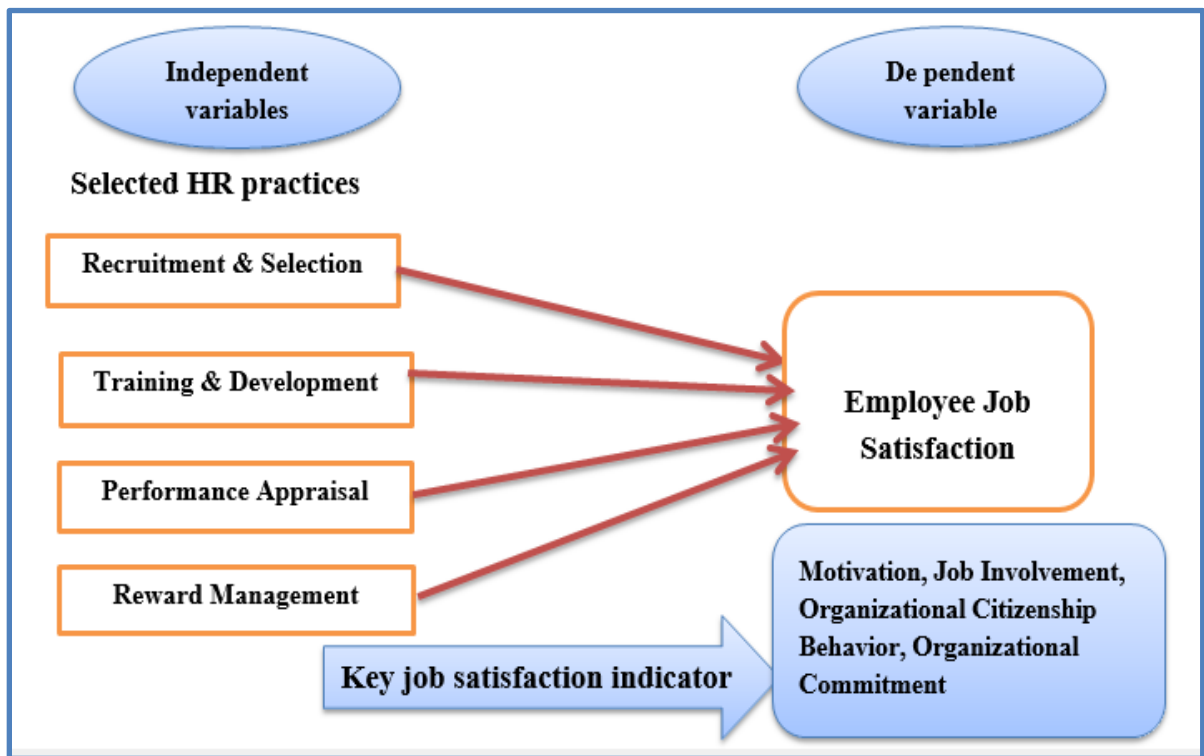 Independent
variables
De pendent
variable
Selected HR practices
Recruitment & Selection
Training & Development
Performance Appraisal
Reward Management
Employee Job
Satisfaction
Key job satisfaction indicator
Motivation, Job Involvement,
Organizational Citizenship
Behavior, Organizational
Commitment